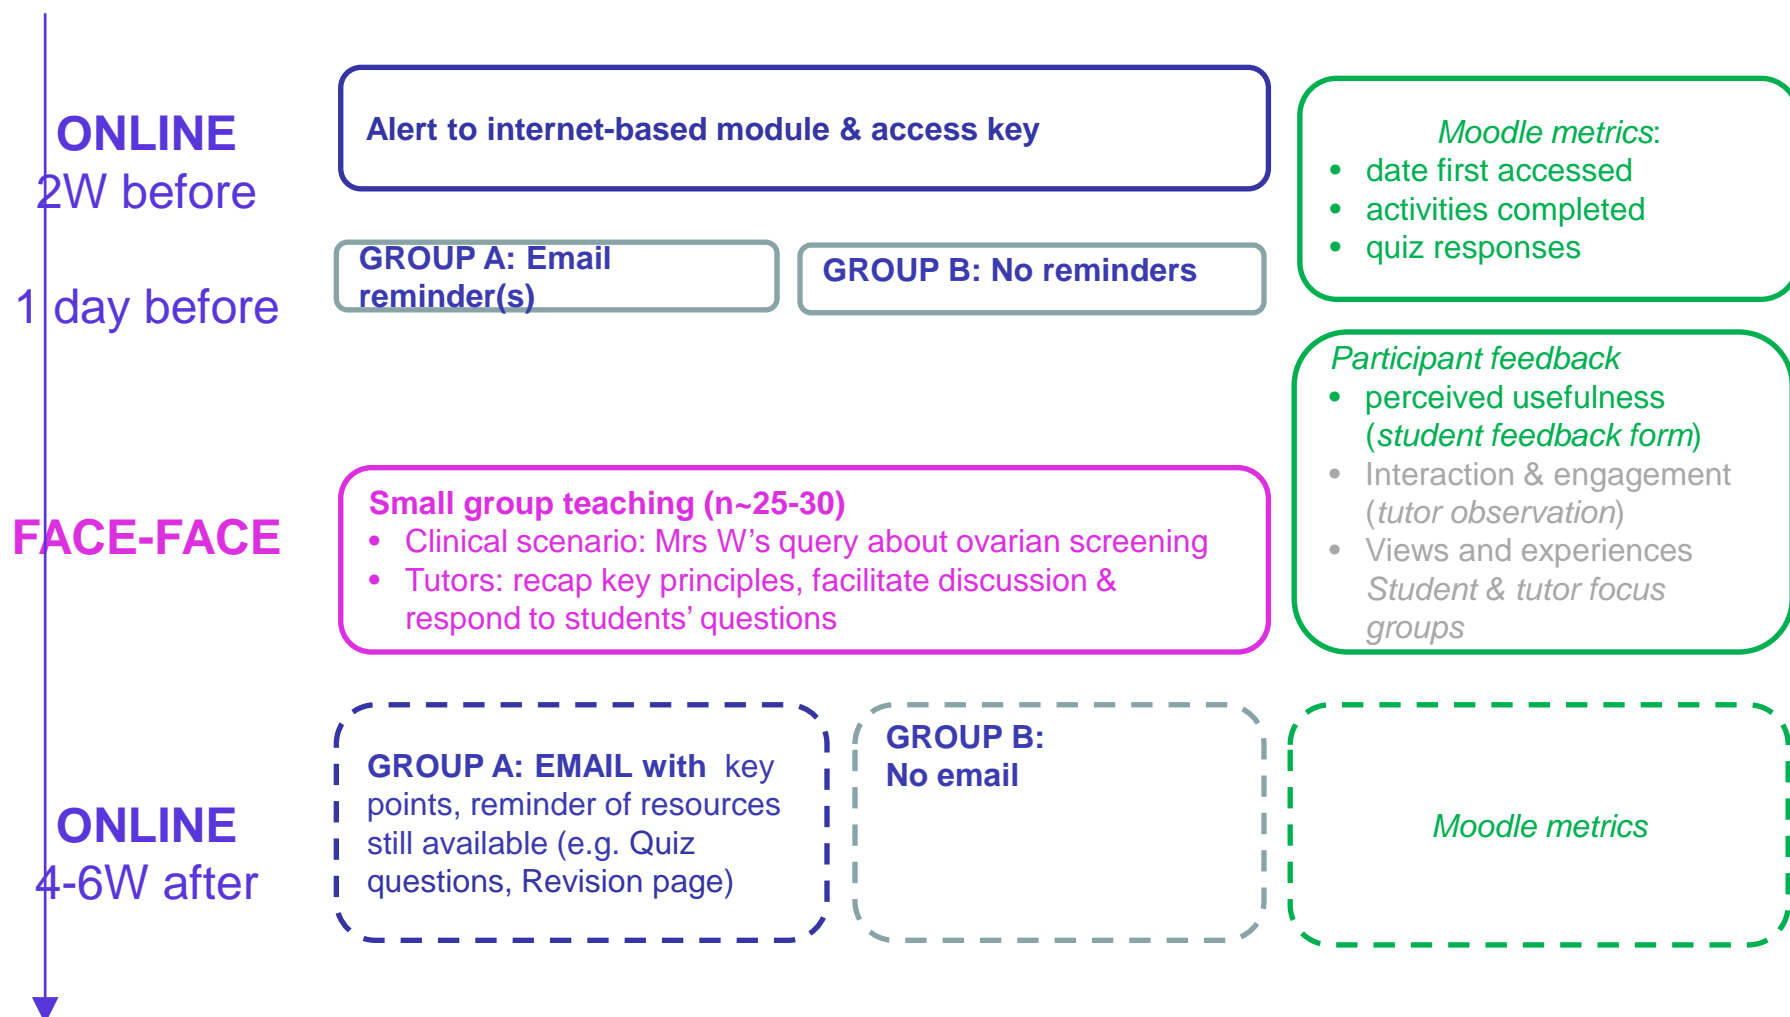 ONLINE
2W before
1 day before
Alert to internet-based module & access key
GROUP A: Email
reminder(s)
GROUP B: No reminders
Moodle metrics:
• date first accessed
• activities completed
• quiz responses
Participant feedback
• perceived usefulness
(student feedback form)
• Interaction & engagement
(tutor observation)
• Views and experiences
Student & tutor focus
groups
FACE-FACE
Small group teaching (n~25-30)
• Clinical scenario: Mrs W's query about ovarian screening
• Tutors: recap key principles, facilitate discussion &
respond to students' questions
ONLINE
4-6W after
GROUP A: EMAIL with key
points, reminder of resources
still available (e.g. Quiz
questions, Revision page)
GROUP B:
No email
Moodle metrics